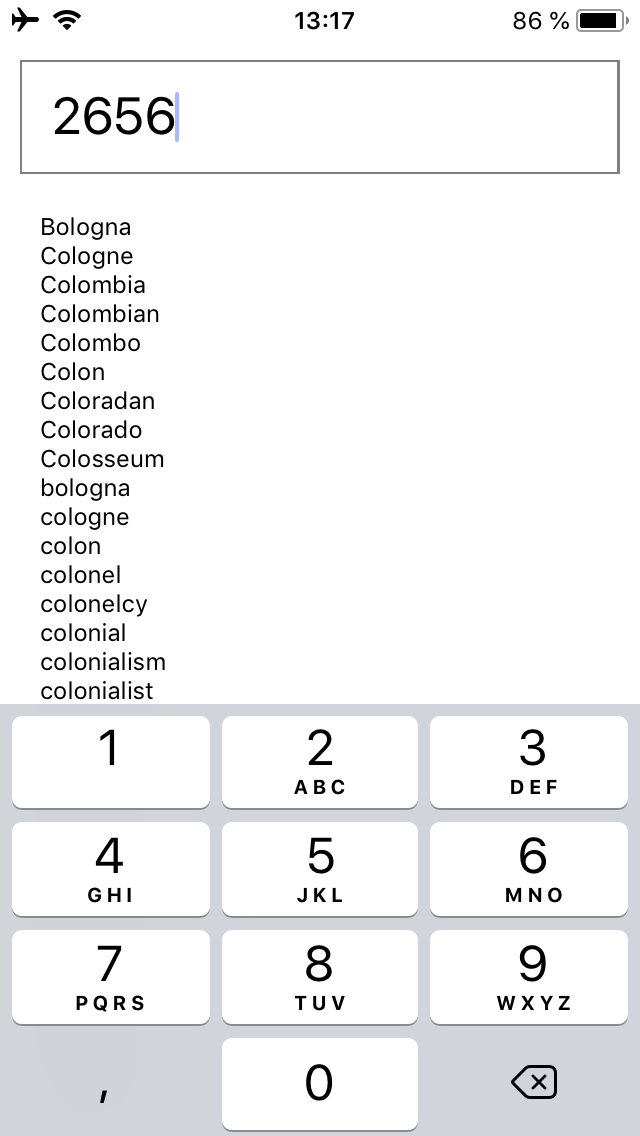 13:17 86 %
2656
Bologna
Cologne
Colombia
Colombian
Colombo
Colon
Coloradan
Colorado
Colosseum
bologna
cologne
colon
colonel
colonelcy
colonial
colonialism
colonialist
1 2 3
ABC DEF
4 5 6
GHI JKL MNO
7 8 9
PQRS TUV WXYZ
, 0